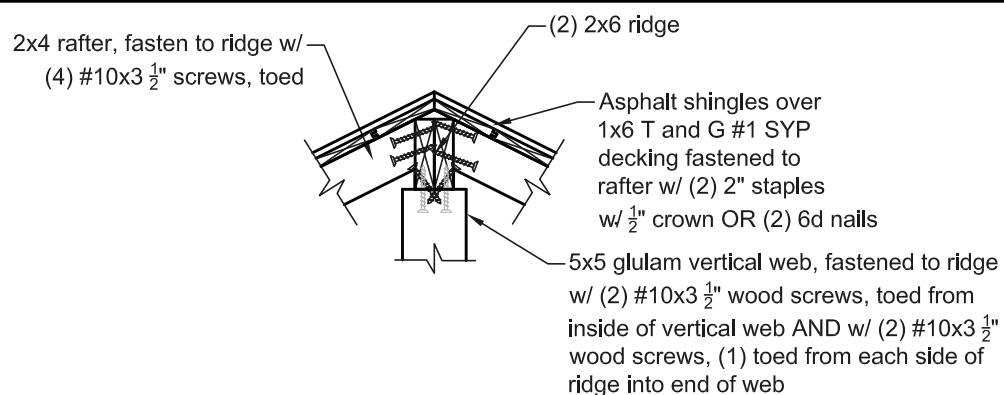 (2) 2x6 ridge
2x4 rafter, fasten to ridge w/
(4) #10x3 ½" screws, toed
Asphalt shingles over
1x6 T and G #1 SYP
decking fastened to
rafter w/ (2) 2" staples
w/ ½" crown OR (2) 6d nails
5x5 glulam vertical web, fastened to ridge
w/ (2) #10x3 ½" wood screws, toed from
inside of vertical web AND w/ (2) #10x3 ½"
wood screws, (1) toed from each side of
ridge into end of web